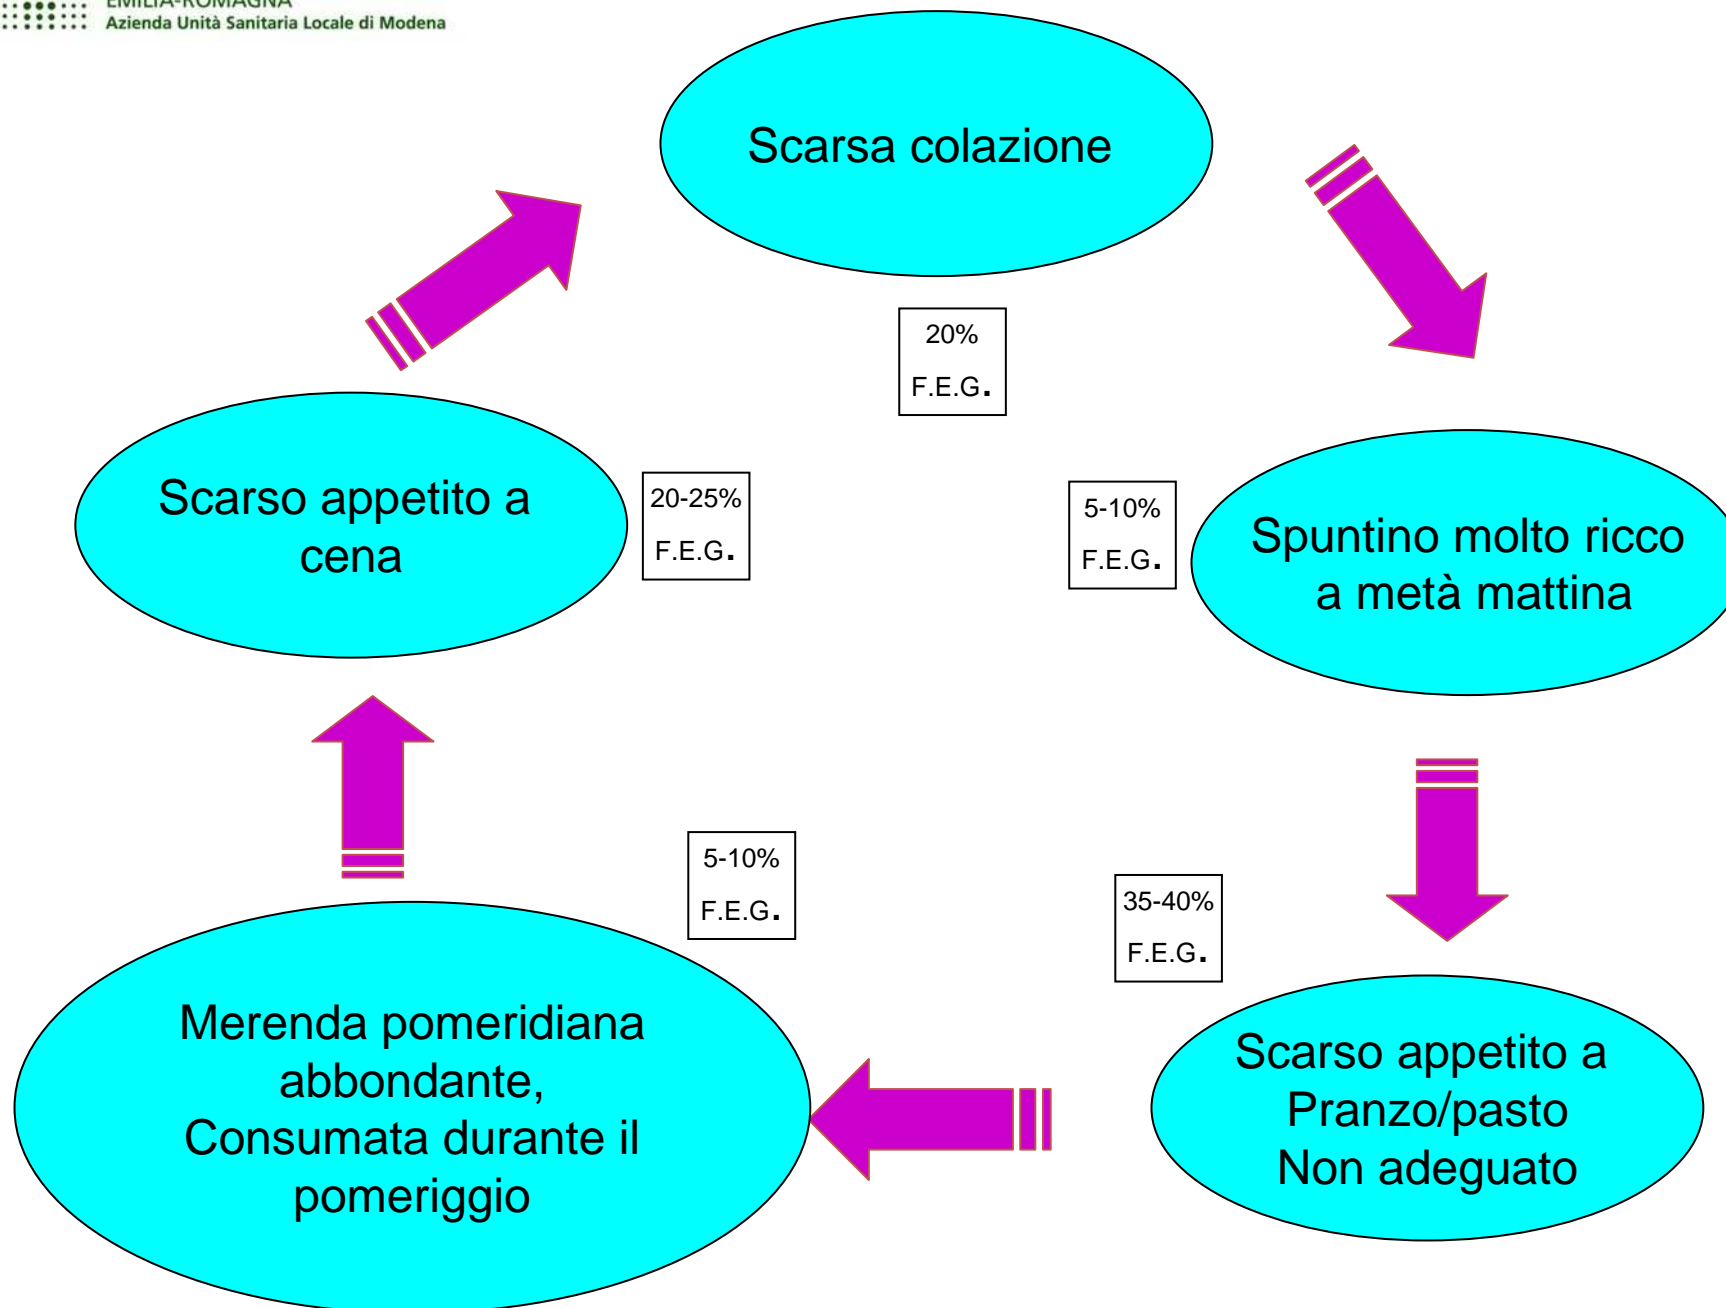 EMILIA-ROMAGNA
Azienda Unità Sanitaria Locale di Modena
Scarsa colazione
20%
F.E.G.
Scarso appetito a
cena
20-25%
F.E.G.
5-10%
F.E.G.
Spuntino molto ricco
a metà mattina
5-10%
F.E.G.
35-40%
F.E.G.
Merenda pomeridiana
abbondante,
Consumata durante il
pomeriggio
Scarso appetito a
Pranzo/pasto
Non adeguato